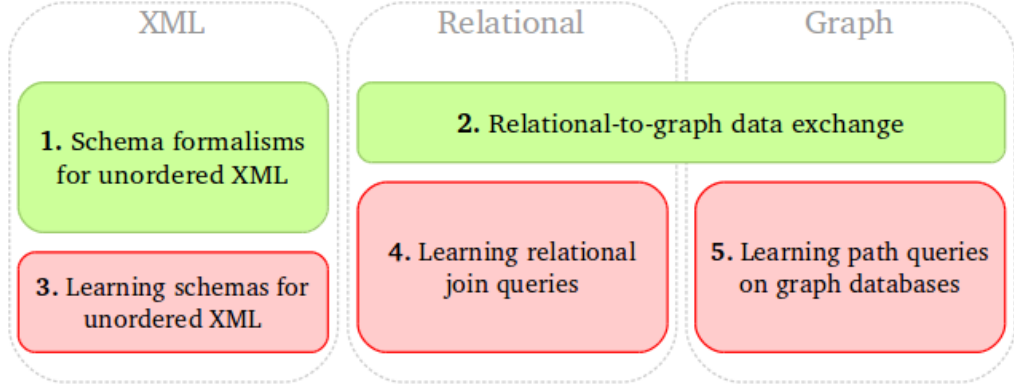 XML
Relational
Graph
1. Schema formalisms
for unordered XML
2. Relational-to-graph data exchange
3. Learning schemas for
unordered XML
4. Learning relational
join queries
5. Learning path queries
on graph databases